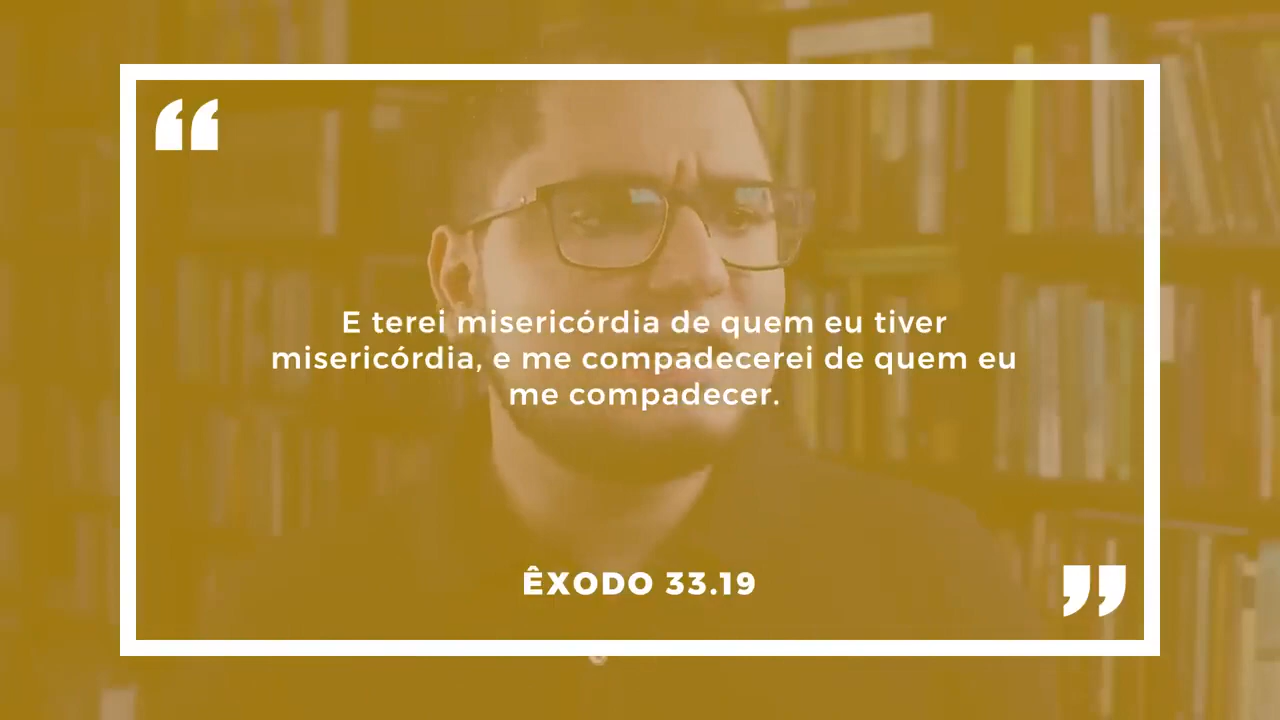 “
E terei misericórdia de quem eu tiver
misericórdia, e me compadecerei de quem eu
me compadecer.
ÊXODO 33.19
”